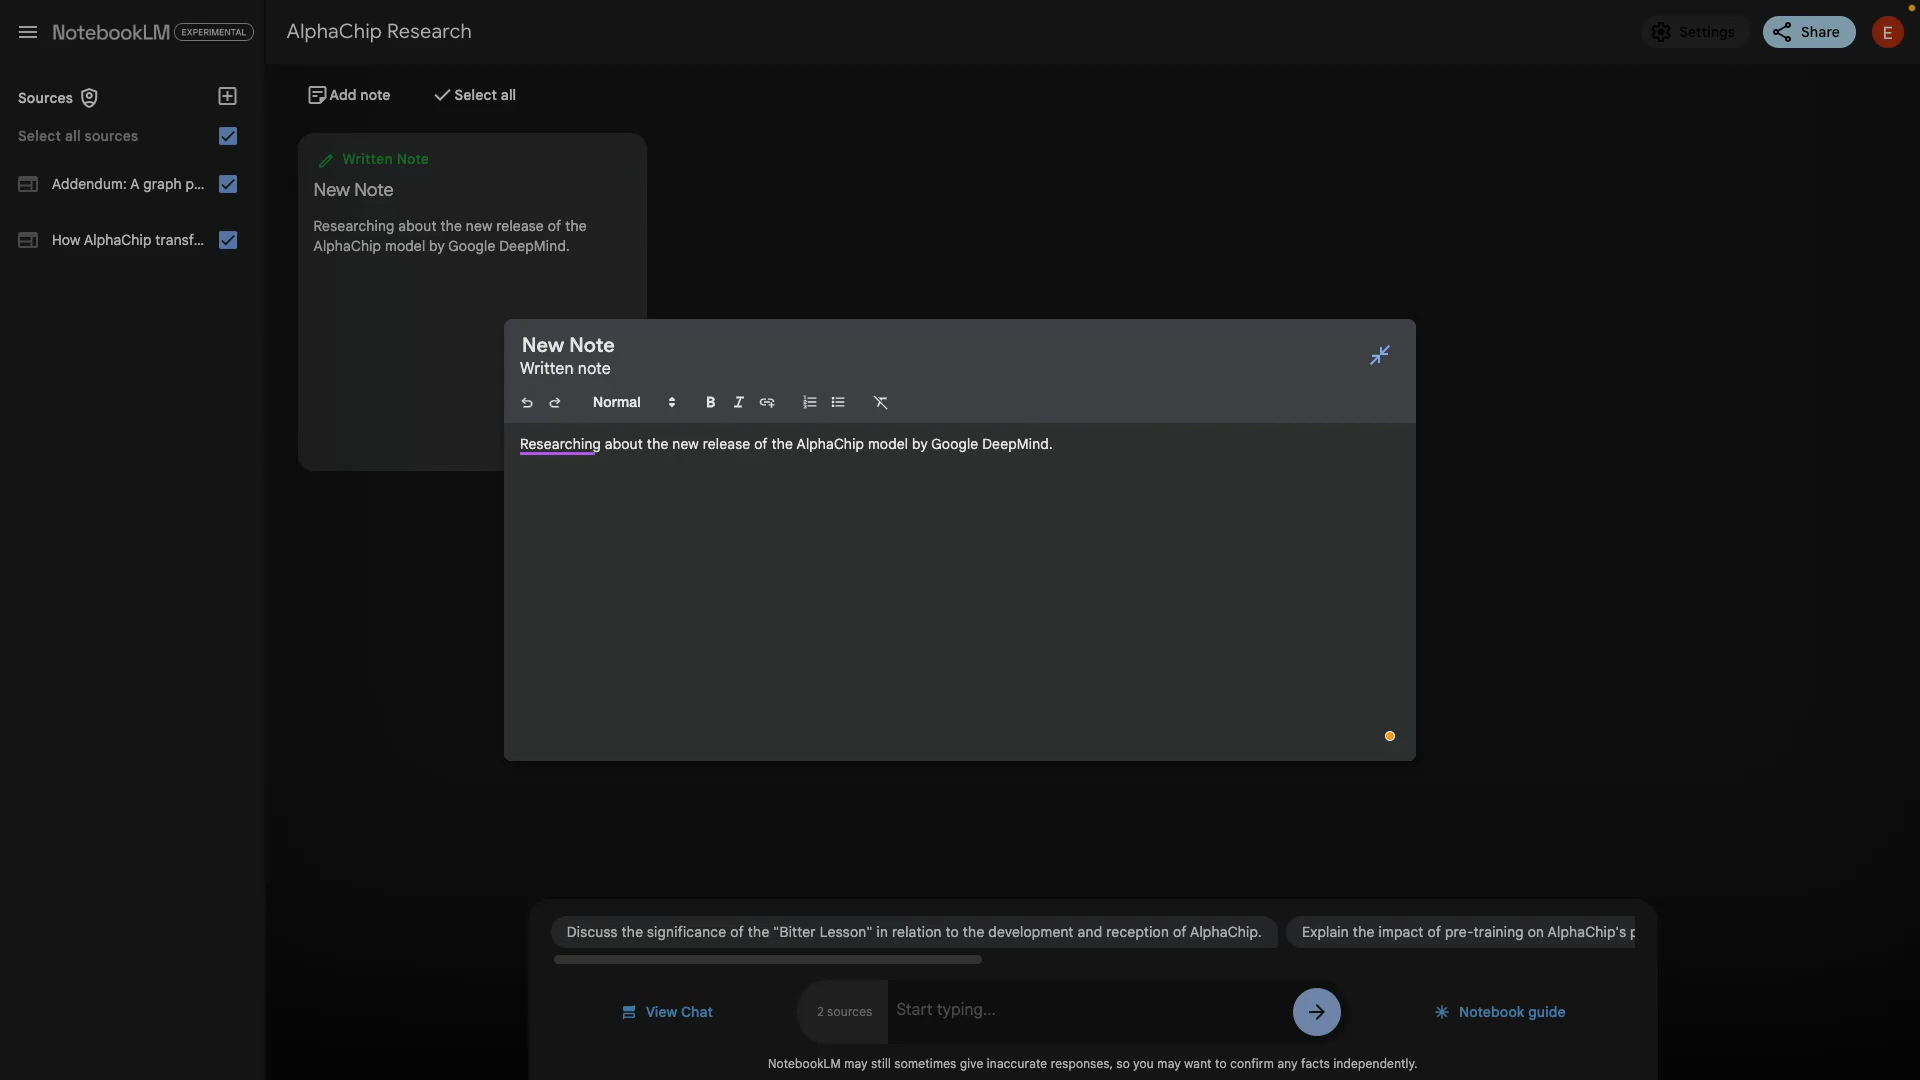 NotebookLM EXPERIMENTAL
AlphaChip Research
Settings
Share
E
Sources
Select all sources
Addendum: A graph p...
How AlphaChip transf...
Add note
Select all
Written Note
New Note
Researching about the new release of the
AlphaChip model by Google DeepMind.
New Note
Written note
Normal
B
I
Researching about the new release of the AlphaChip model by Google DeepMind.
Discuss the significance of the "Bitter Lesson" in relation to the development and reception of AlphaChip.
Explain the impact of pre-training on AlphaChip's p
View Chat
2 sources
Start typing...
Notebook guide
NotebookLM may still sometimes give inaccurate responses, so you may want to confirm any facts independently.